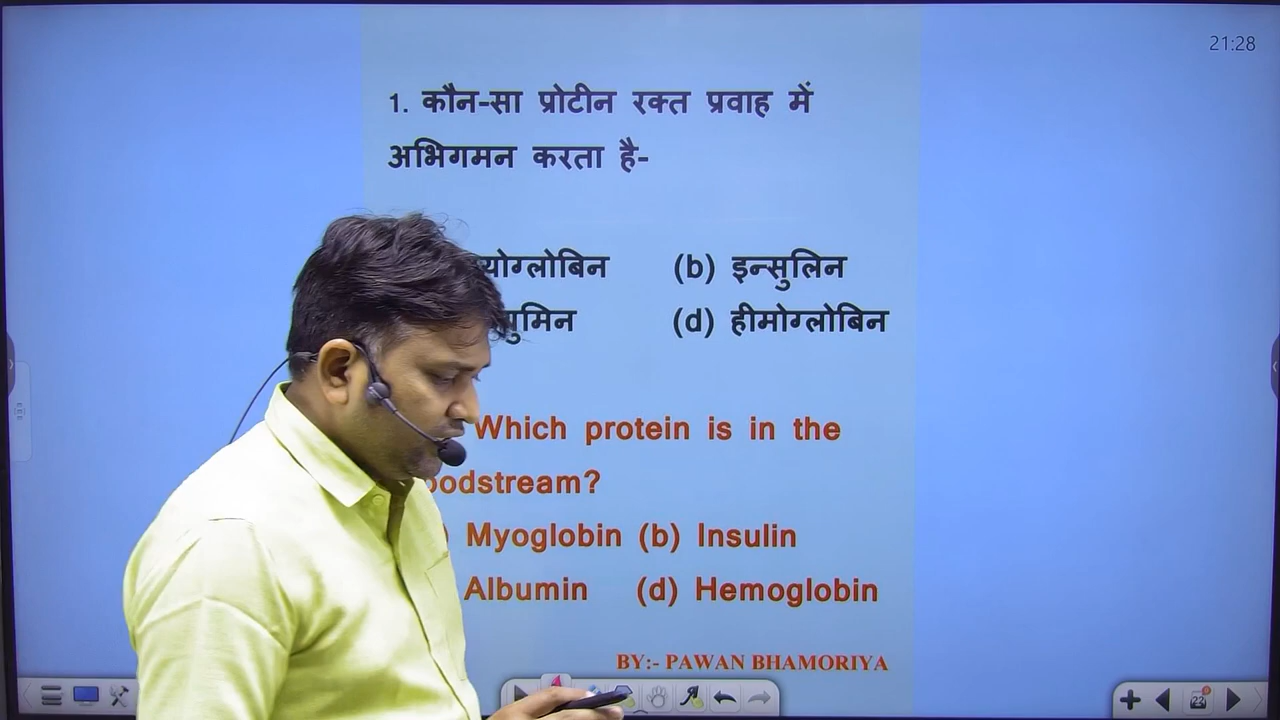 21:28
1. कौन-सा प्रोटीन रक्त प्रवाह में
अभिगमन करता है-
(b) इन्सुलिन
(d) हीमोग्लोबिन
Which protein is in the
Myoglobin (b) Insulin
Albumin (d) Hemoglobin
BY:- PAWAN BHAMORIYA
22